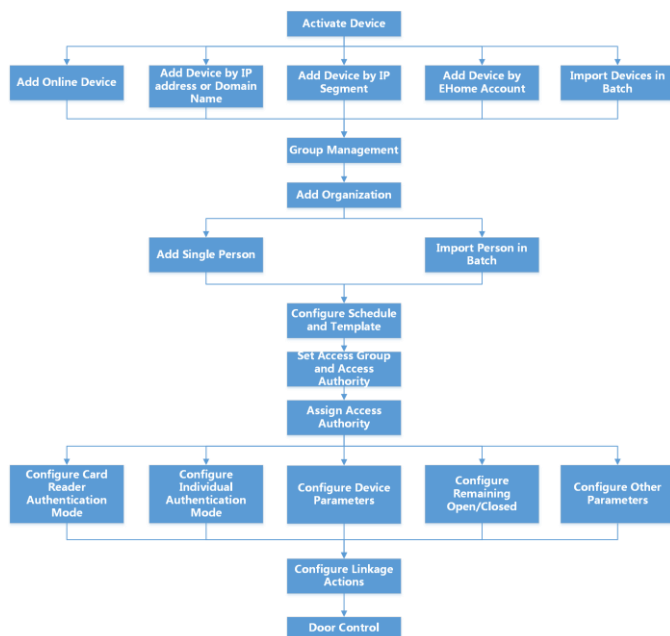 Activate Device
Add Online Device
Add Device by IP
address or Domain
Name
Add Device by IP
Segment
Add Device by
EHome Account
Import Devices in
Batch
Group Management
Add Organization
Add Single Person
Import Person in
Batch
Configure Schedule
and Template
Set Access Group
and Access
Authority
Assign Access
Authority
Configure Card
Reader
Authentication
Mode
Configure
Individual
Authentication
Mode
Configure Device
Parameters
Configure
Remaining
Open/Closed
Configure Other
Parameters
Configure Linkage
Actions
Door Control